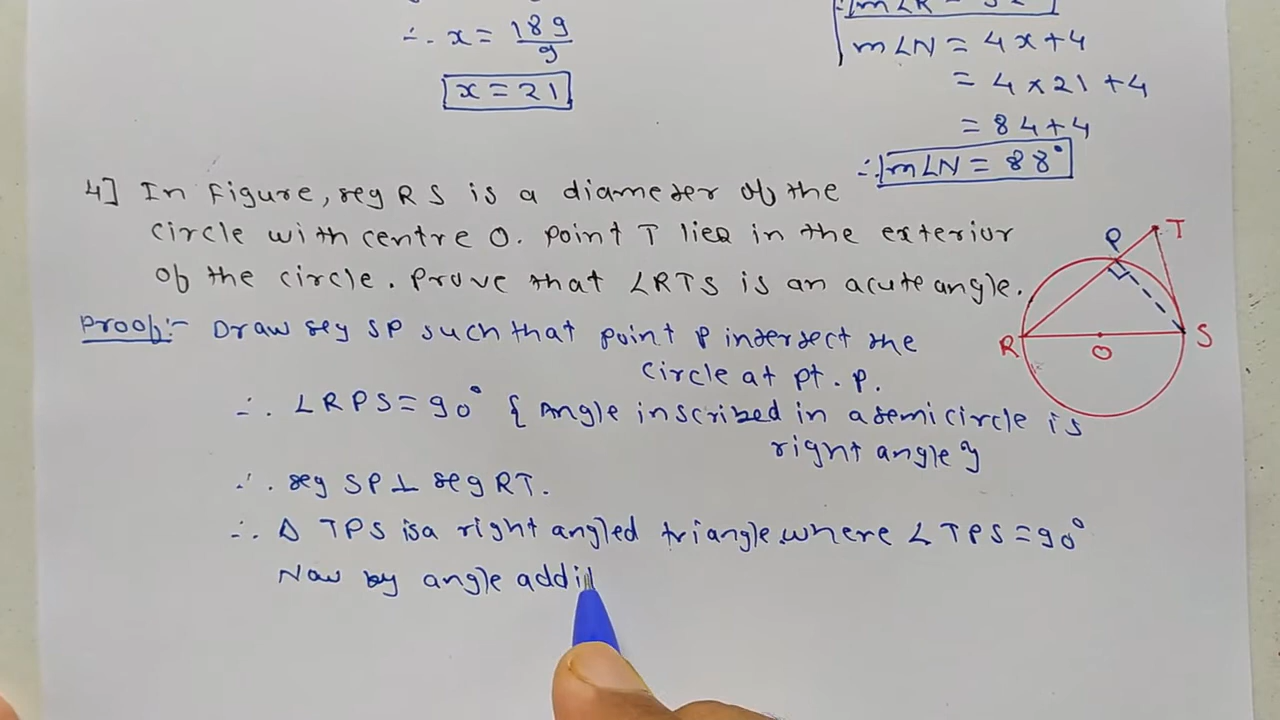 ∴ x = 189/9
x = 21
m∠N = 4x+4
= 4×21+4
= 84+4
∴ m∠N = 88°
4] In Figure, seg RS is a diameter of the
circle with centre O. Point T lies in the exterior
of the circle. Prove that ∠RTS is an acute angle.
P
T
R
O
S
Proof:- Draw seg SP such that point P intersect the
circle at pt. P.
∴ ∠RPS = 90° { Angle inscribed in a semicircle is
right angle }
∴ seg SP ⊥ seg RT.
∴ Δ TPS is a right angled triangle where ∠TPS = 90°
Now by angle addi